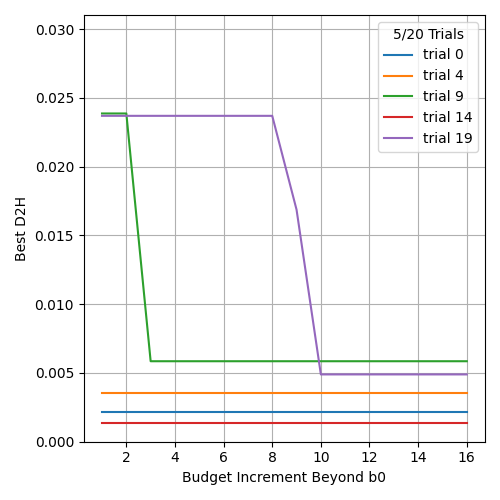 5/20 Trials
trial 0
trial 4
trial 9
trial 14
trial 19
0.030
0.025
0.020
0.015
0.010
0.005
0.000
Best D2H
2 4 6 8 10 12 14 16
Budget Increment Beyond b0